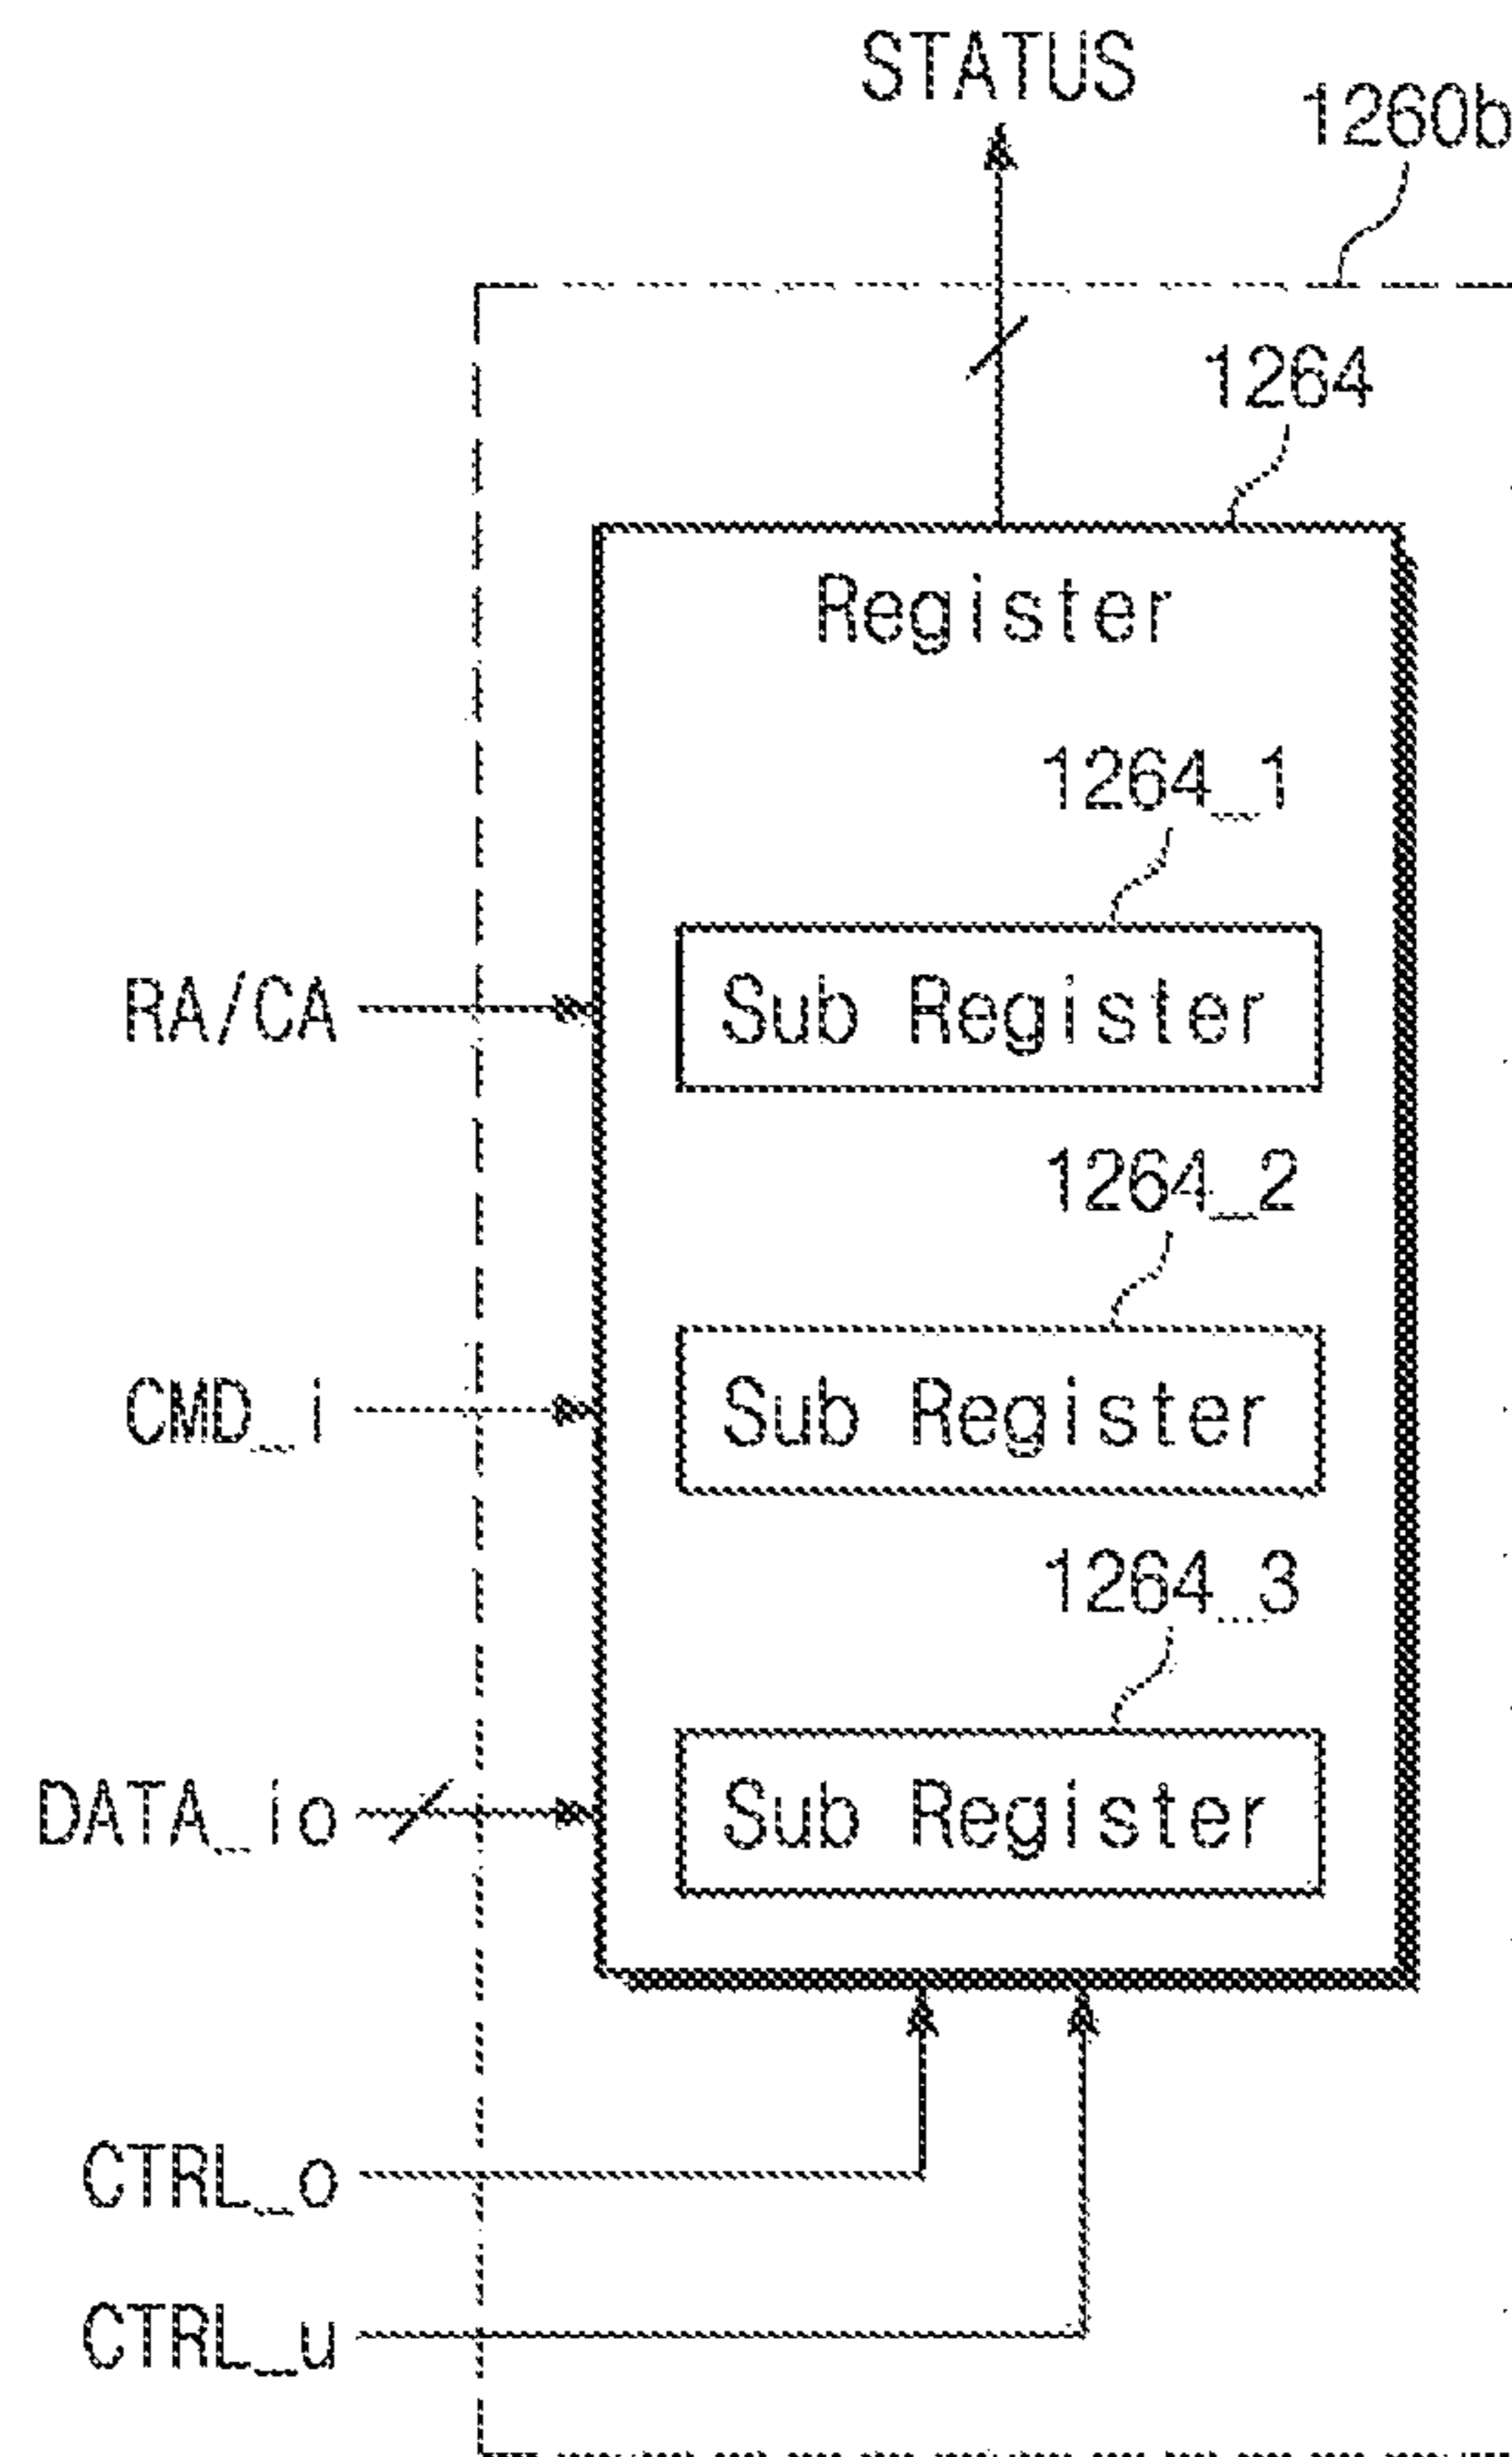 STATUS
1260b
1264
Register
1264_1
RA/CA
Sub Register
1264_2
CMD_i
Sub Register
1264_3
DATA_io
Sub Register
CTRL_o
CTRL_u